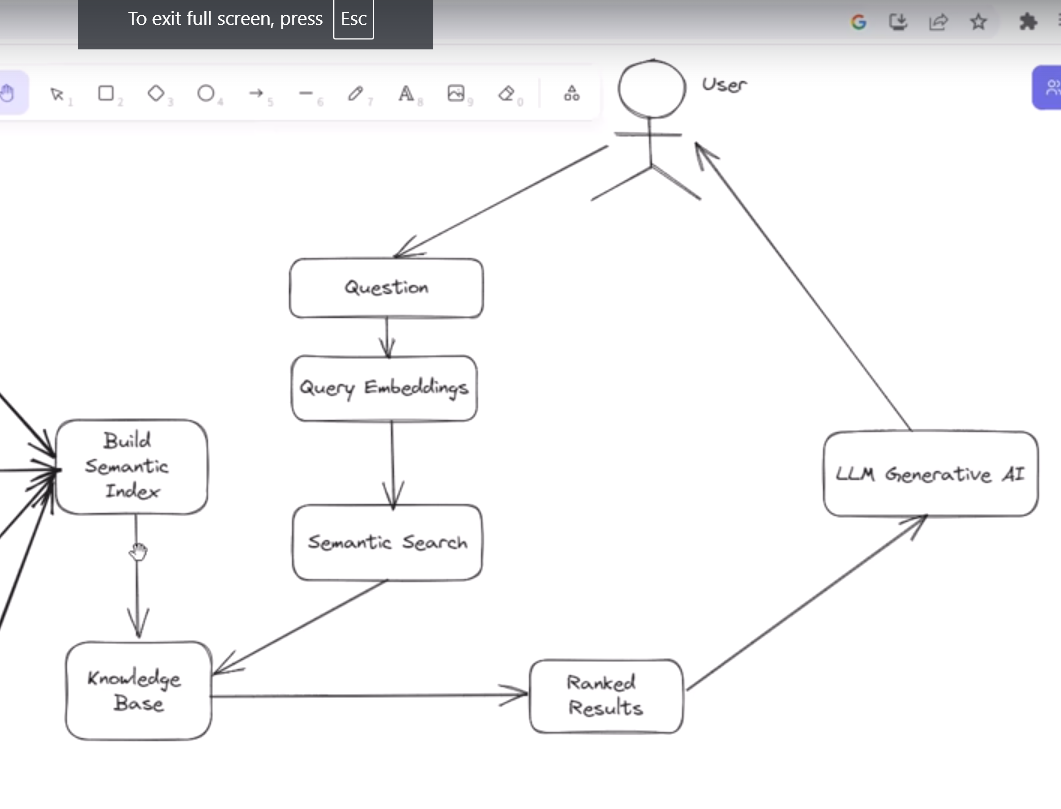 To exit full screen, press Esc
1
2
3
4
5
6
7
A 8
9
0
User
Question
Query Embeddings
Build
Semantic
Index
LLM Generative AI
Semantic Search
Knowledge
Base
Ranked
Results